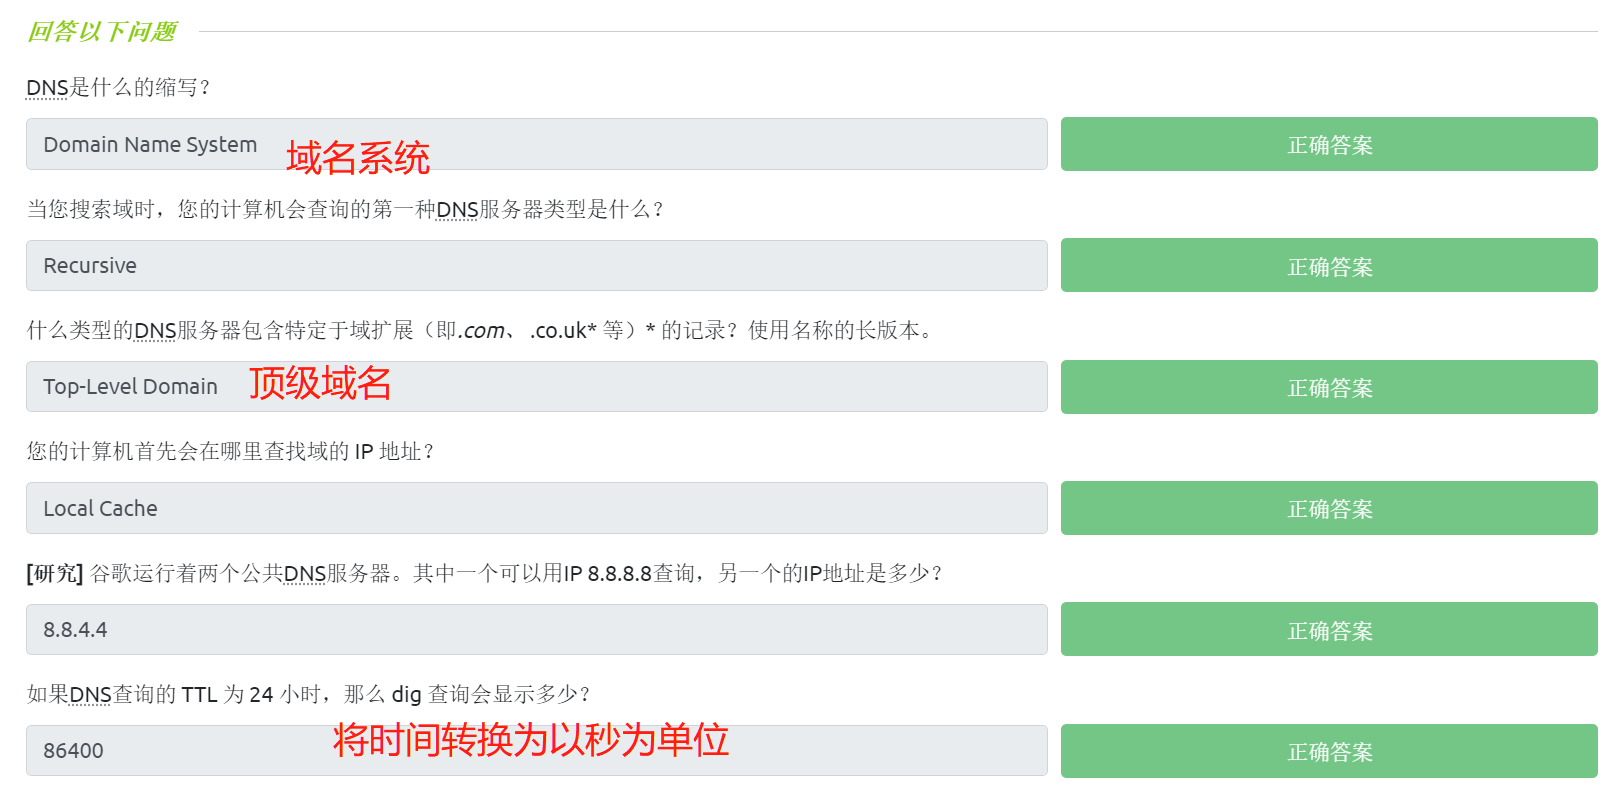 回答以下问题
DNS是什么的缩写?
Domain Name System 域名系统 正确答案
当您搜索域时，您的计算机会查询的第一种DNS服务器类型是什么?
Recursive 正确答案
什么类型的DNS服务器包含特定于域扩展（即.com、 .co.uk* 等）* 的记录? 使用名称的长版本。
Top-Level Domain 顶级域名 正确答案
您的计算机首先会在哪里查找域的 IP 地址?
Local Cache 正确答案
[研究] 谷歌运行着两个公共DNS服务器。其中一个可以用IP 8.8.8.8查询，另一个的IP地址是多少?
8.8.4.4 正确答案
如果DNS查询的 TTL 为 24 小时，那么 dig 查询会显示多少?
86400 将时间转换为以秒为单位 正确答案